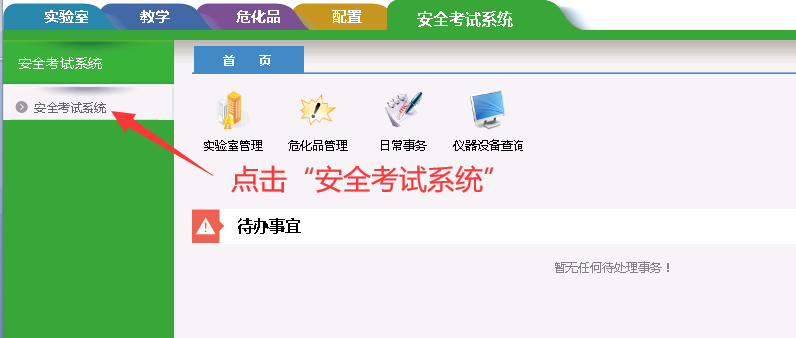 实验室 教学 危化品 配置 安全考试系统
安全考试系统
首 页
安全考试系统
实验室管理 危化品管理 日常事务 仪器设备查询
点击“安全考试系统”
待办事宜
暂无任何待处理事务！